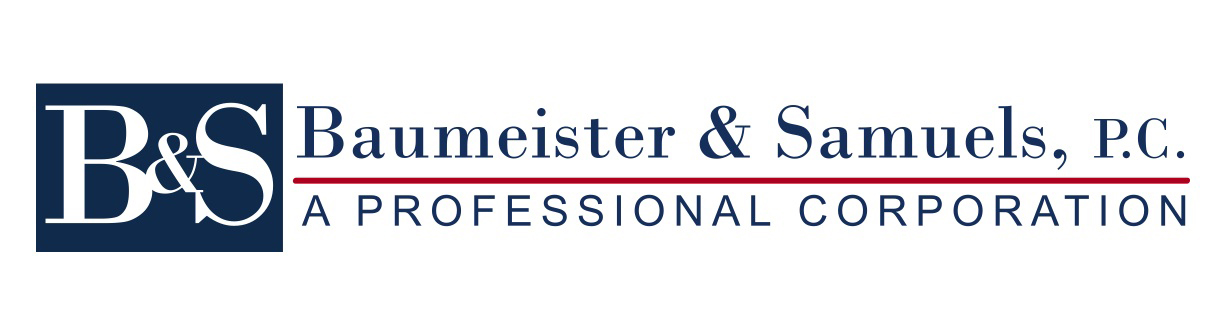 B&S
Baumeister & Samuels, P.C.
A PROFESSIONAL CORPORATION